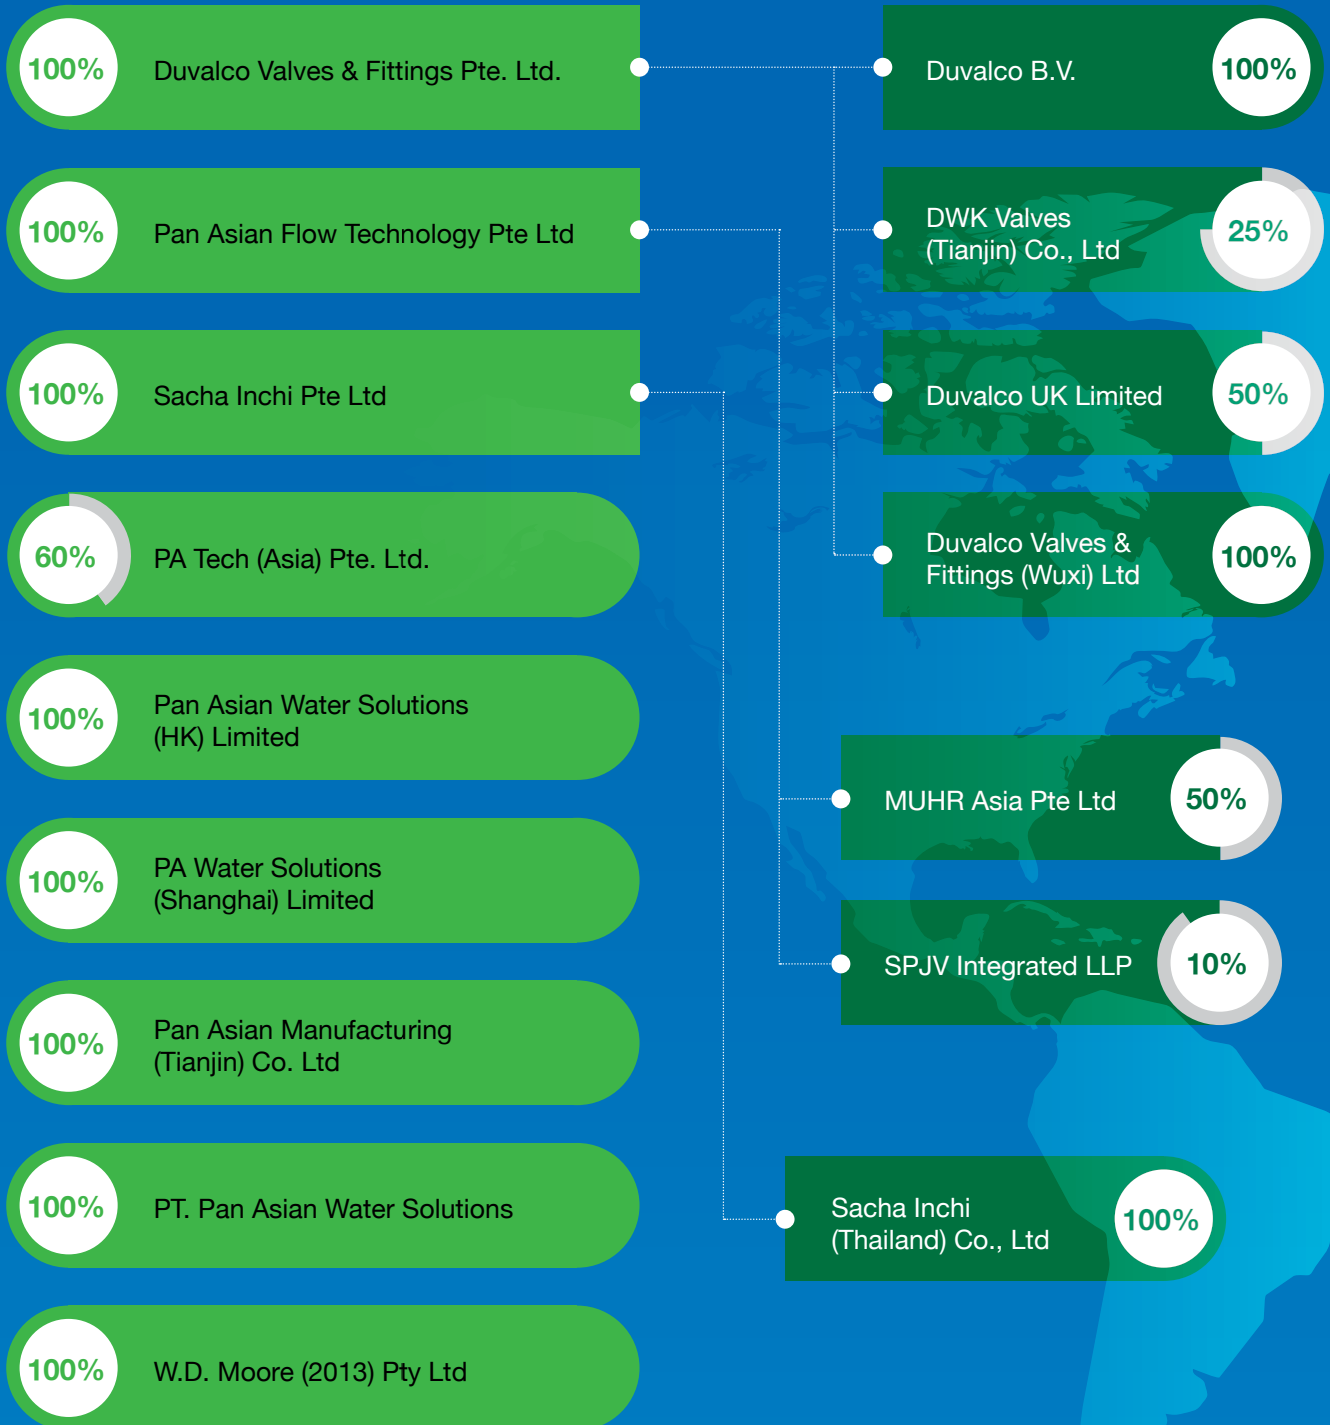 100%
Duvalco Valves & Fittings Pte. Ltd.
100%
Pan Asian Flow Technology Pte Ltd
100%
Sacha Inchi Pte Ltd
60%
PA Tech (Asia) Pte. Ltd.
100%
Pan Asian Water Solutions
(HK) Limited
100%
PA Water Solutions
(Shanghai) Limited
100%
Pan Asian Manufacturing
(Tianjin) Co. Ltd
100%
PT. Pan Asian Water Solutions
100%
W.D. Moore (2013) Pty Ltd
Duvalco B.V.
100%
DWK Valves
(Tianjin) Co., Ltd
25%
Duvalco UK Limited
50%
Duvalco Valves &
Fittings (Wuxi) Ltd
100%
MUHR Asia Pte Ltd
50%
SPJV Integrated LLP
10%
Sacha Inchi
(Thailand) Co., Ltd
100%